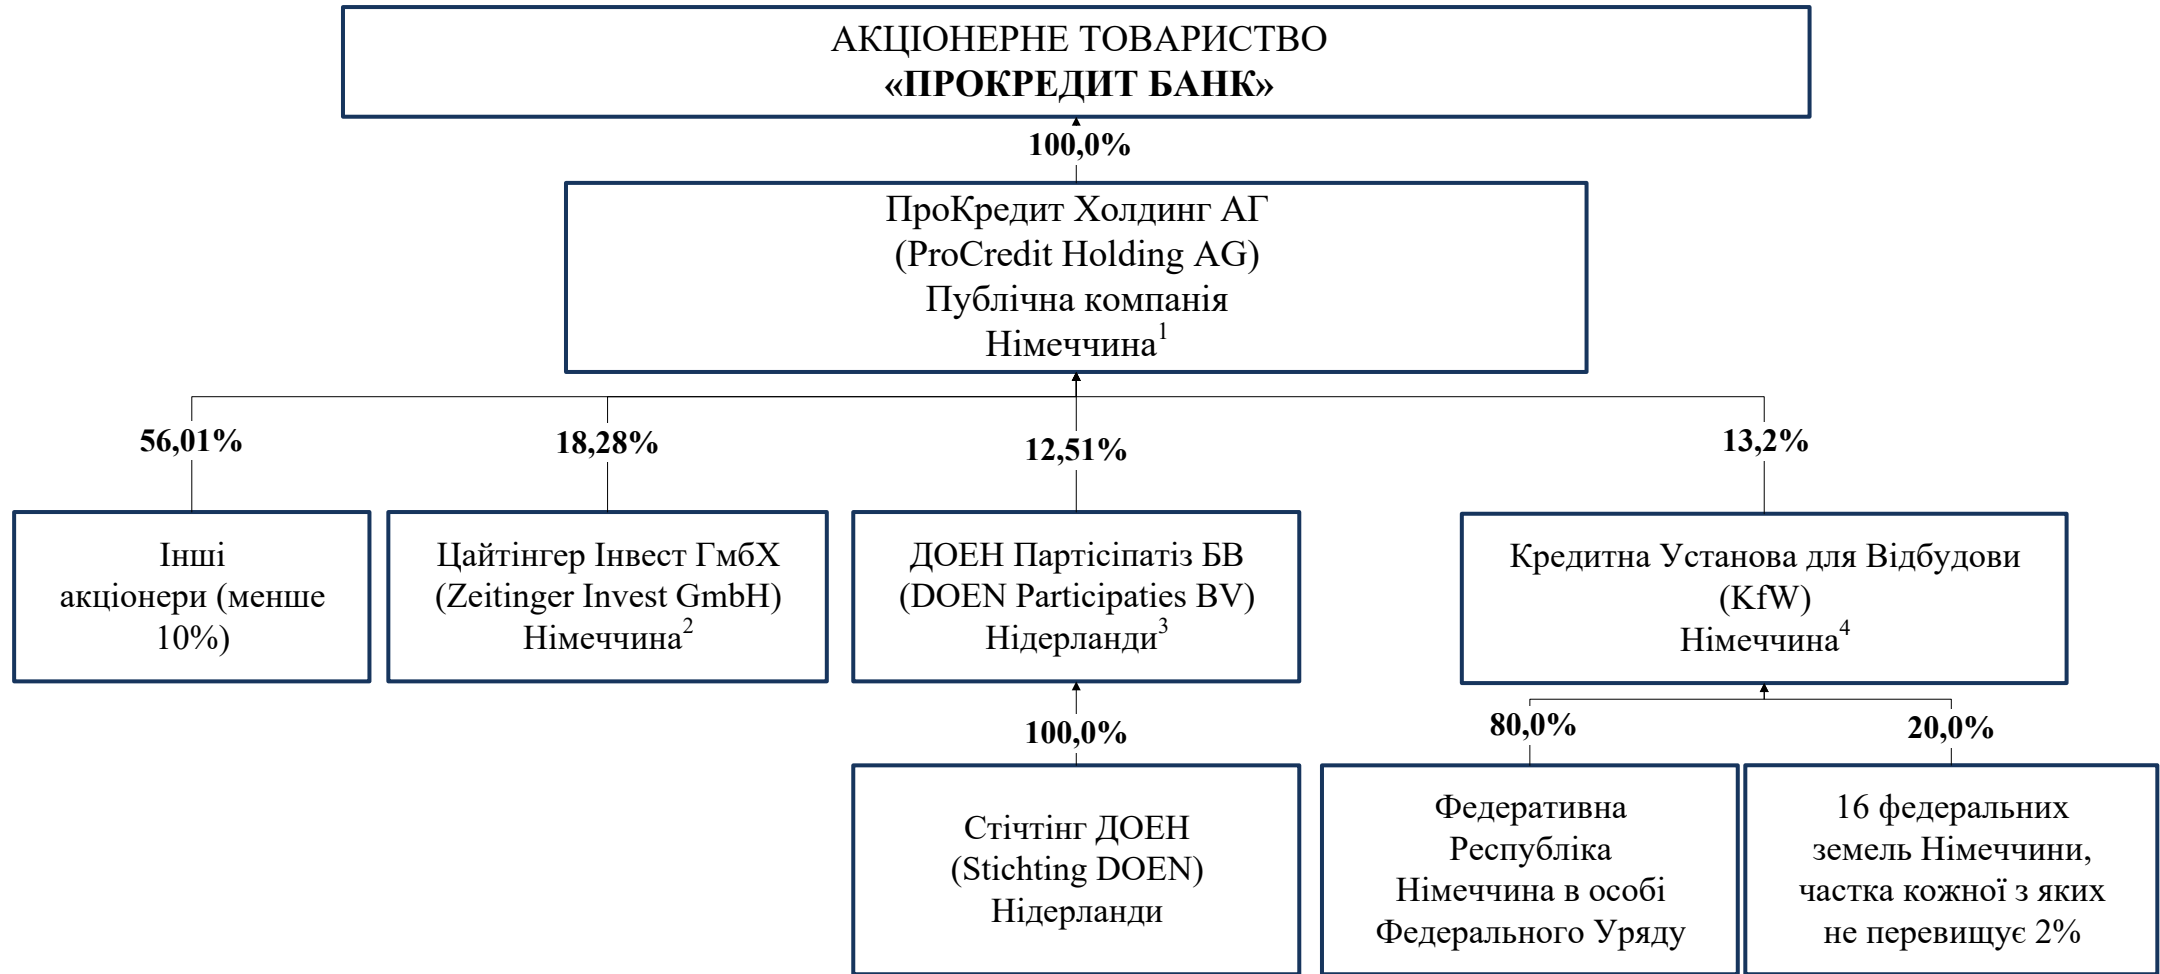 АКЦІОНЕРНЕ ТОВАРИСТВО
«ПРОКРЕДИТ БАНК»
100,0%
ПроКредит Холдинг АГ
(ProCredit Holding AG)
Публічна компанія
Німеччина¹
56,01%
18,28%
12,51%
13,2%
Інші
акціонери (менше
10%)
Цайтінгер Інвест ГмбХ
(Zeitinger Invest GmbH)
Німеччина²
ДОЕН Партісіпатіз БВ
(DOEN Participaties BV)
Нідерланди³
Кредитна Установа для Відбудови
(KfW)
Німеччина⁴
100,0%
80,0%
20,0%
Стічтінг ДОЕН
(Stichting DOEN)
Нідерланди
Федеративна
Республіка
Німеччина в особі
Федерального Уряду
16 федеральних
земель Німеччини,
частка кожної з яких
не перевищує 2%